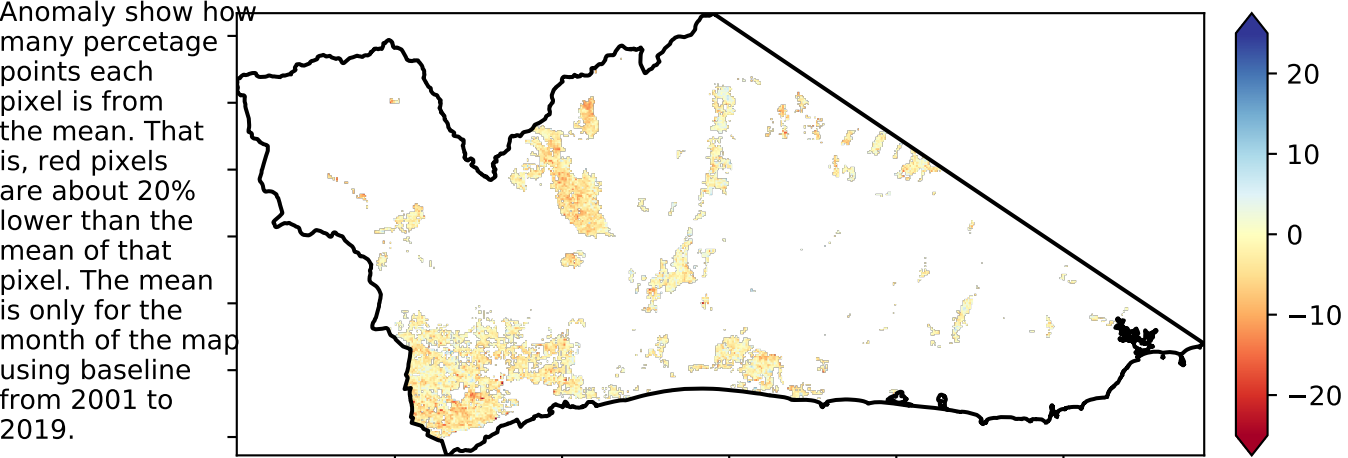 Anomaly show how
many percetage
points each
pixel is from
the mean. That
is, red pixels
are about 20%
lower than the
mean of that
pixel. The mean
is only for the
month of the map
using baseline
from 2001 to
2019.
20
10
0
−10
−20